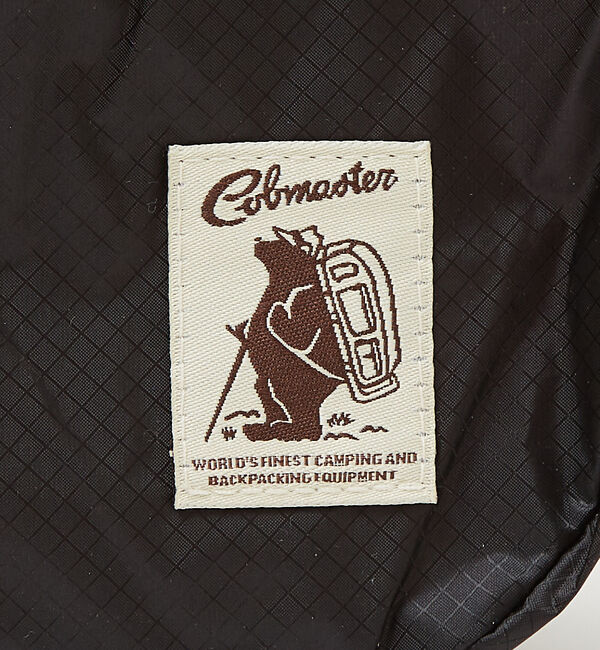 Cobmaster
WORLD'S FINEST CAMPING AND
BACKPACKING EQUIPMENT